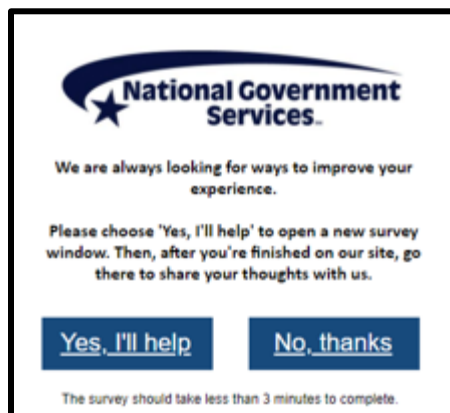 National Government
Services
We are always looking for ways to improve your
experience.
Please choose 'Yes, I'll help' to open a new survey
window. Then, after you're finished on our site, go
there to share your thoughts with us.
Yes, I'll help
No, thanks
The survey should take less than 3 minutes to complete.